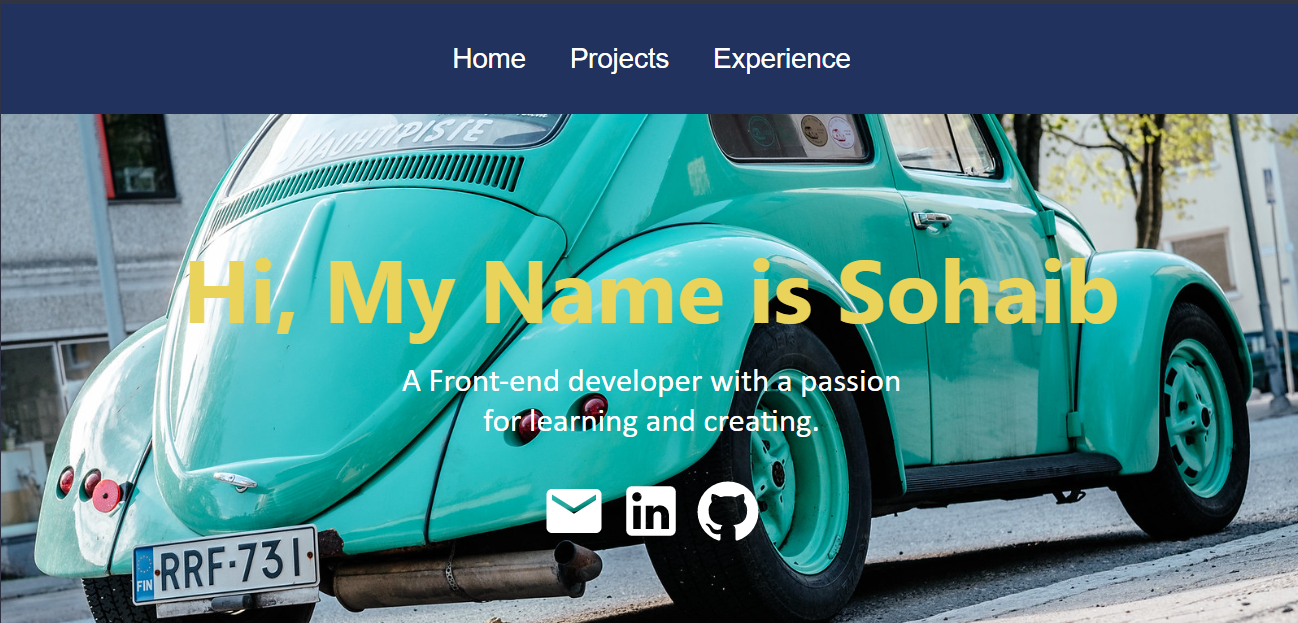 Home Projects Experience
VAUHTIPISTE
Hi, My Name is Sohaib
A Front-end developer with a passion
for learning and creating.
in
FIN RRF-731